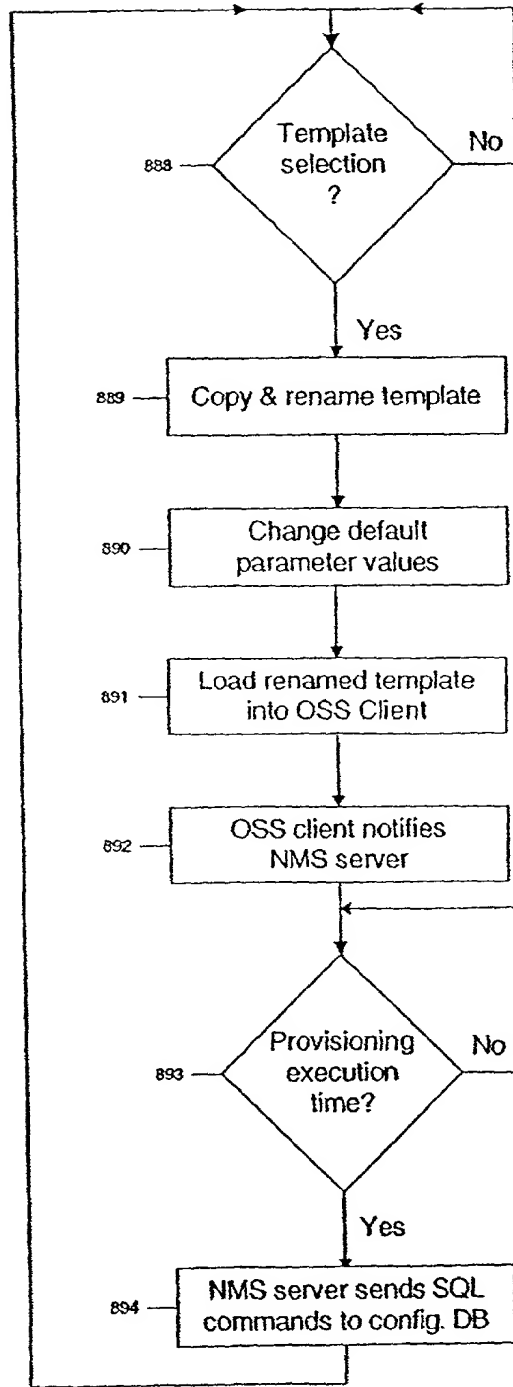 Template
selection
?
888
No
Yes
889
Copy & rename template
890
Change default
parameter values
891
Load renamed template
into OSS Client
892
OSS client notifies
NMS server
Provisioning
execution
time?
893
No
Yes
894
NMS server sends SQL
commands to config. DB